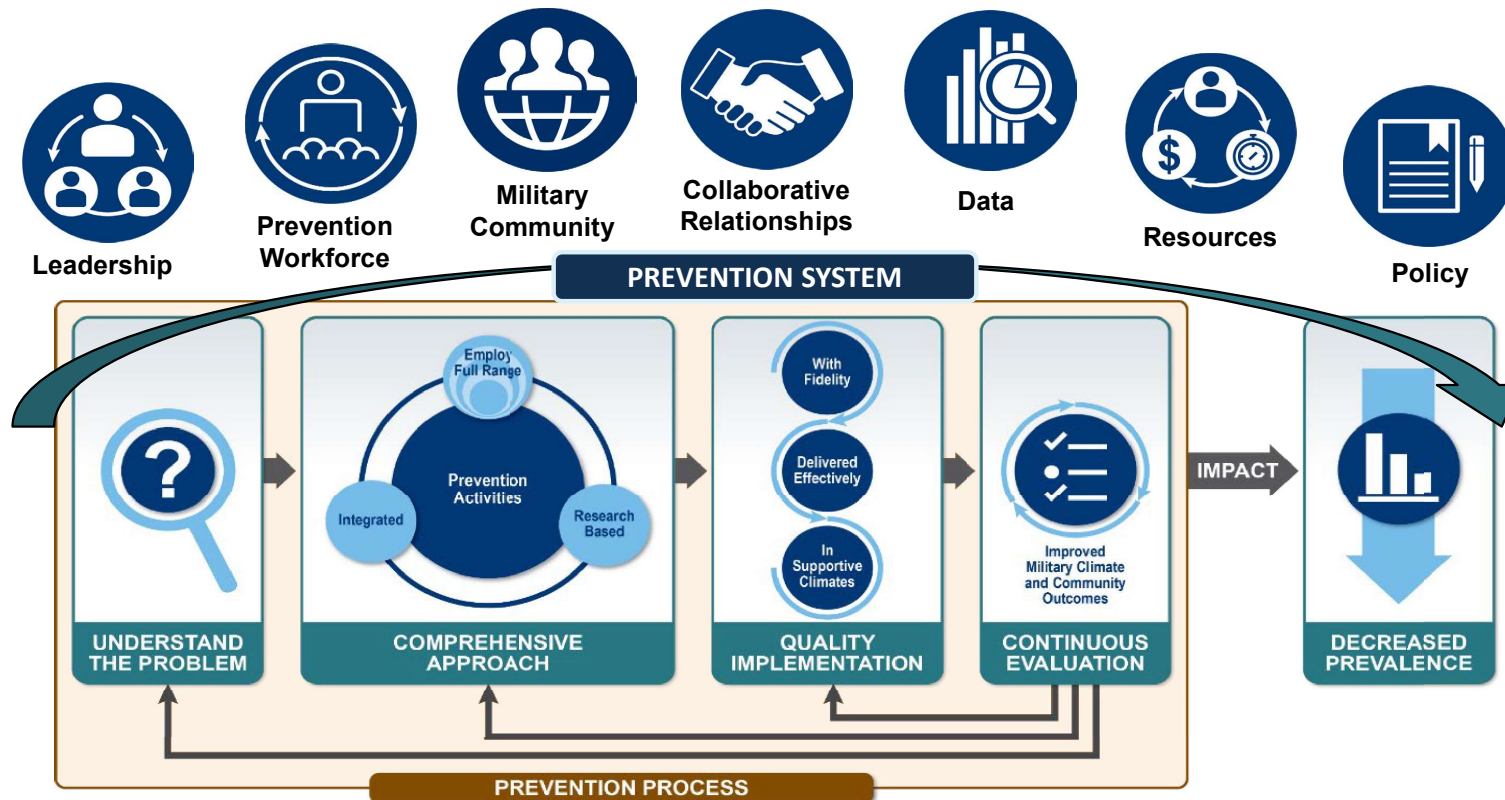 Leadership
Prevention
Workforce
Military
Community
Collaborative
Relationships
Data
$
Resources
Policy
PREVENTION SYSTEM
?
UNDERSTAND
THE PROBLEM
Employ
Full Range
Prevention
Activities
Integrated
Research
Based
COMPREHENSIVE
APPROACH
With
Fidelity
Delivered
Effectively
In
Supportive
Climates
QUALITY
IMPLEMENTATION
Improved
Military Climate
and Community
Outcomes
CONTINUOUS
EVALUATION
IMPACT
DECREASED
PREVALENCE
PREVENTION PROCESS